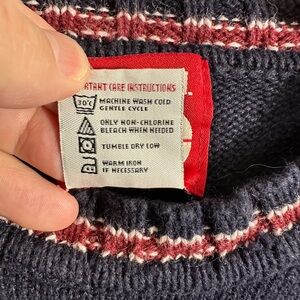 RTANT CARE INSTRUCTIONS
30°C MACHINE WASH COLD
GENTLE CYCLE
ONLY NON-CHLORINE
BLEACH WHEN NEEDED
TUMBLE DRY LOW
WARM IRON
IF NECESSARY